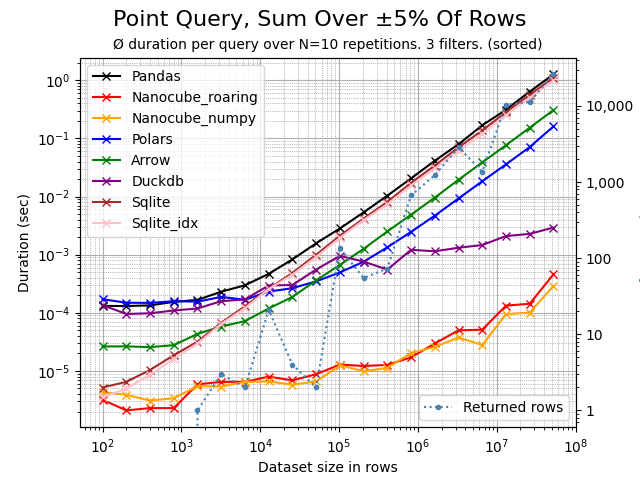 Point Query, Sum Over ±5% Of Rows
Ø duration per query over N=10 repetitions. 3 filters. (sorted)
Pandas
Nanocube_roaring
Nanocube_numpy
Polars
Arrow
Duckdb
Sqlite
Sqlite_idx
Returned rows
Duration (sec)
10⁰
10⁻¹
10⁻²
10⁻³
10⁻⁴
10⁻⁵
10,000
1,000
100
10
1
10² 10³ 10⁴ 10⁵ 10⁶ 10⁷ 10⁸
Dataset size in rows